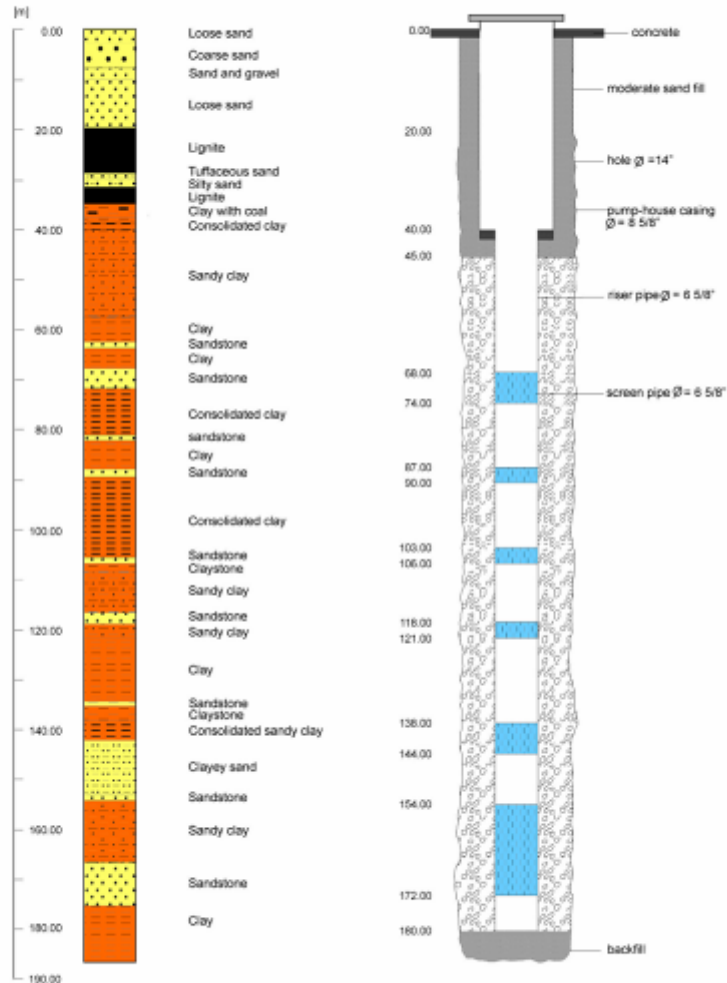 [m]
0.00
20.00
40.00
60.00
80.00
100.00
120.00
140.00
160.00
180.00
190.00
Loose sand
Coarse sand
Sand and gravel
Loose sand
Lignite
Tuffaceous sand
Silty sand
Lignite
Clay with coal
Consolidated clay
Sandy clay
Clay
Sandstone
Clay
Sandstone
Consolidated clay
sandstone
Clay
Sandstone
Consolidated clay
Sandstone
Claystone
Sandy clay
Sandstone
Sandy clay
Clay
Sandstone
Claystone
Consolidated sandy clay
Clayey sand
Sandstone
Sandy clay
Sandstone
Clay
0.00
20.00
40.00
45.00
68.00
74.00
87.00
90.00
103.00
106.00
118.00
121.00
138.00
144.00
154.00
172.00
180.00
concrete
moderate sand fill
hole Ø =14"
pump-house casing
Ø = 8 5/8"
riser pipe Ø = 6 5/8"
screen pipe Ø = 6 5/8"
backfill